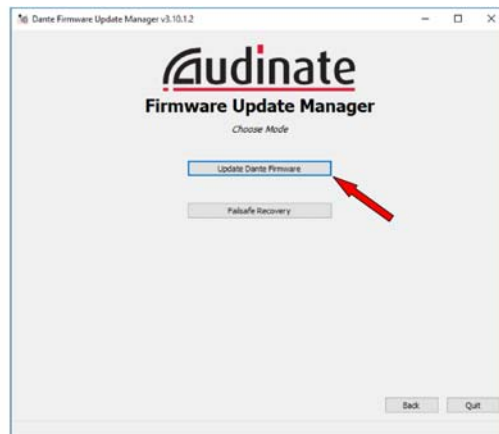 Dante Firmware Update Manager v3.10.1.2
Audinate
Firmware Update Manager
Choose Mode
Update Dante Firmware
Failsafe Recovery
Back Quit